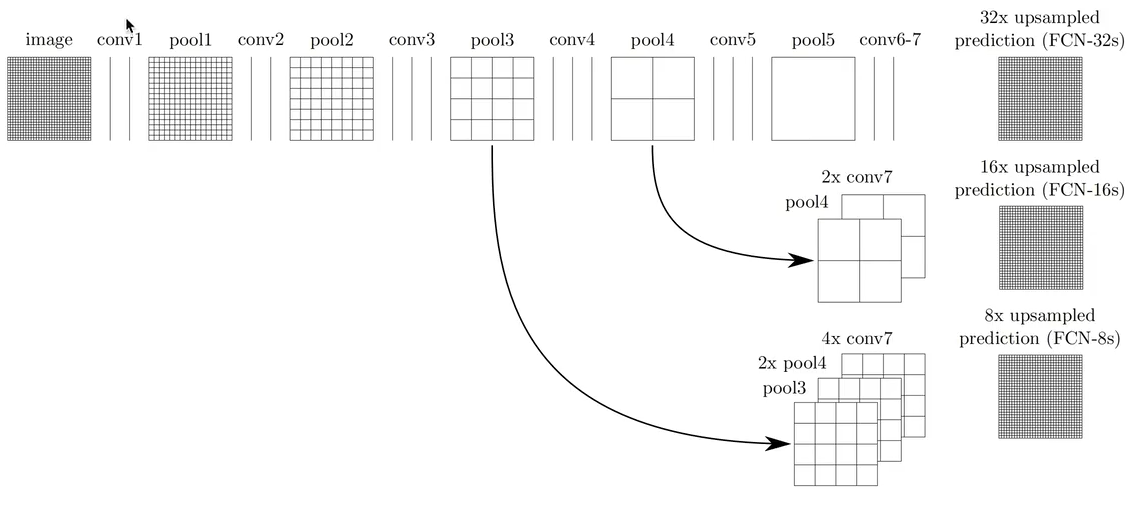 32x upsampled
image conv1 pool1 conv2 pool2 conv3 pool3 conv4 pool4 conv5 pool5 conv6-7 prediction (FCN-32s)
16x upsampled
2x conv7 prediction (FCN-16s)
pool4
8x upsampled
4x conv7 prediction (FCN-8s)
2x pool4
pool3